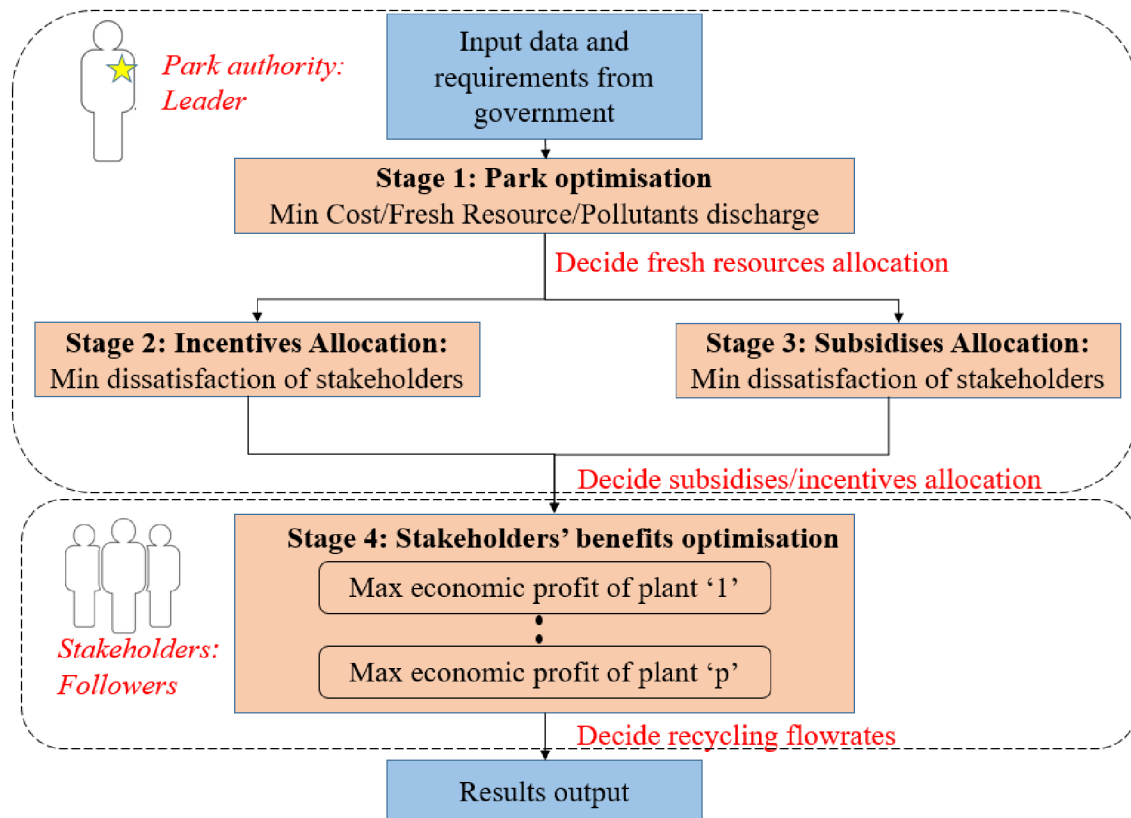 Park authority:
Leader
Input data and
requirements from
government
Stage 1: Park optimisation
Min Cost/Fresh Resource/Pollutants discharge
Decide fresh resources allocation
Stage 2: Incentives Allocation:
Min dissatisfaction of stakeholders
Stage 3: Subsidises Allocation:
Min dissatisfaction of stakeholders
Decide subsidises/incentives allocation
Stakeholders:
Followers
Stage 4: Stakeholders’ benefits optimisation
Max economic profit of plant ‘1’
Max economic profit of plant ‘p’
Decide recycling flowrates
Results output